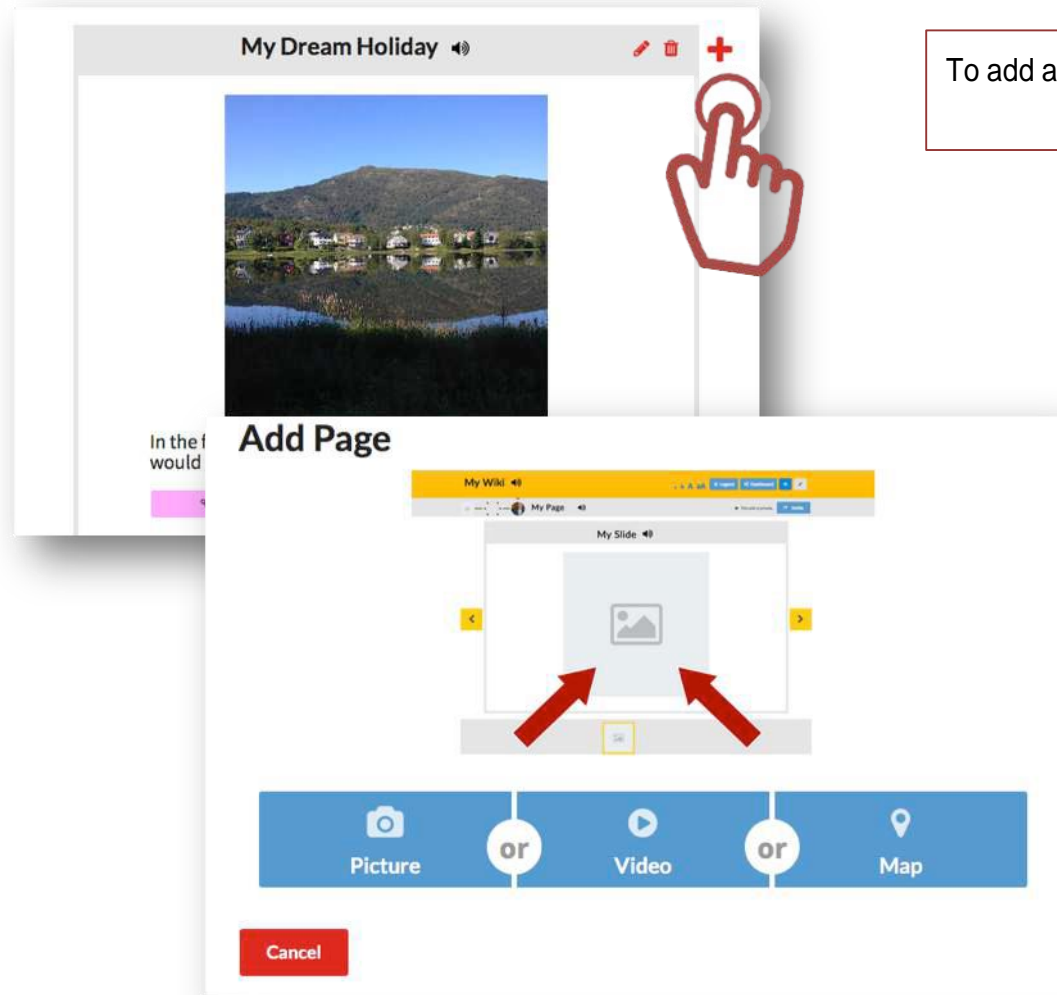 My Dream Holiday
To add a
In the f
would
Add Page
My Wiki
My Page
My Slide
Picture
or
Video
or
Map
Cancel